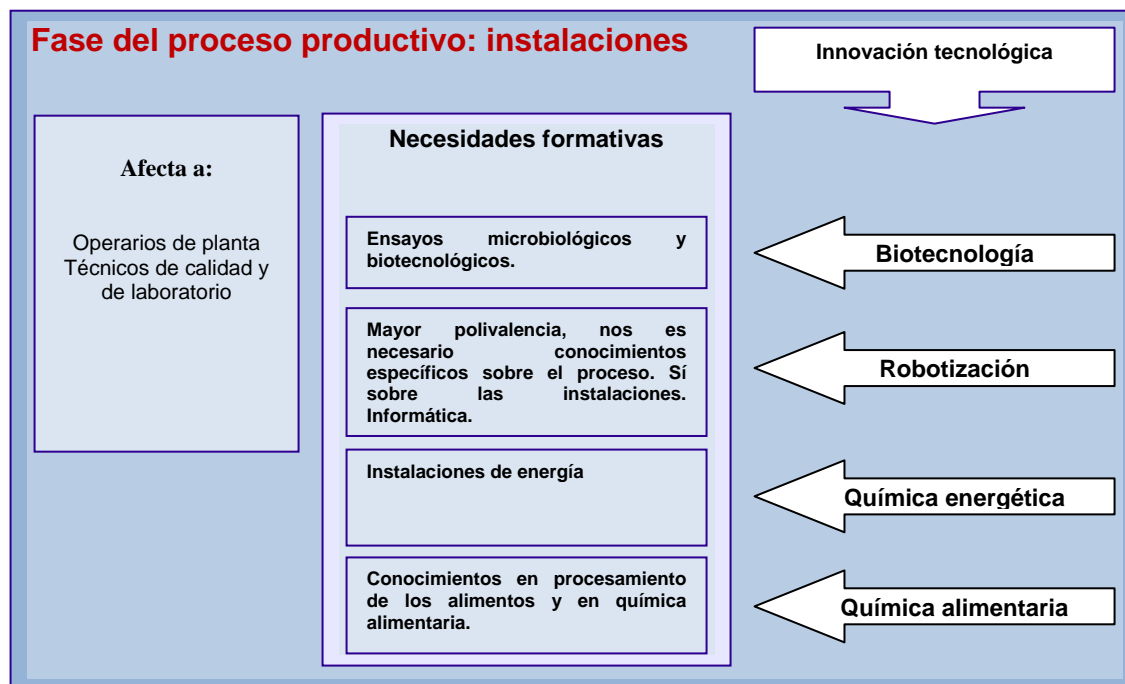 Fase del proceso productivo: instalaciones
Innovación tecnológica
Afecta a:
Operarios de planta
Técnicos de calidad y
de laboratorio
Necesidades formativas
Ensayos microbiológicos y
biotecnológicos.
Mayor polivalencia, nos es
necesario conocimientos
específicos sobre el proceso. Sí
sobre las instalaciones.
Informática.
Instalaciones de energía
Conocimientos en procesamiento
de los alimentos y en química
alimentaria.
Biotecnología
Robotización
Química energética
Química alimentaria